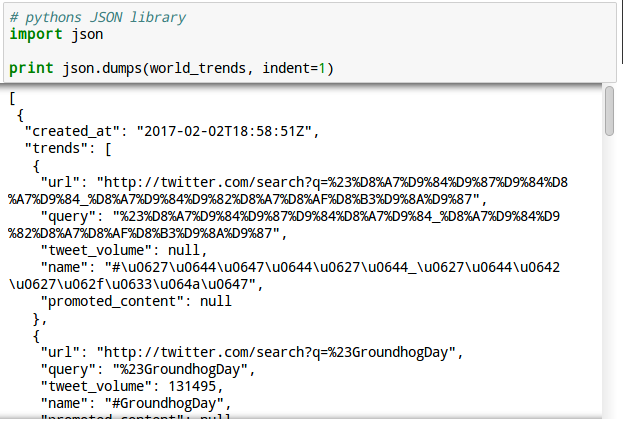 # pythons JSON library
import json
print json.dumps(world_trends, indent=1)
[
 {
  "created_at": "2017-02-02T18:58:51Z",
  "trends": [
   {
    "url": "http://twitter.com/search?q=%23%D8%A7%D9%84%D9%87%D9%84%D8
%A7%D9%84_%D8%A7%D9%84%D9%82%D8%A7%D8%AF%D8%B3%D9%8A%D9%87",
    "query": "%23%D8%A7%D9%84%D9%87%D9%84%D8%A7%D9%84_%D8%A7%D9%84%D9
%82%D8%A7%D8%AF%D8%B3%D9%8A%D9%87",
    "tweet_volume": null,
    "name": "#\u0627\u0644\u0647\u0644\u0627\u0644_\u0627\u0644\u0642
\u0627\u062f\u0633\u064a\u0647",
    "promoted_content": null
   },
   {
    "url": "http://twitter.com/search?q=%23GroundhogDay",
    "query": "%23GroundhogDay",
    "tweet_volume": 131495,
    "name": "#GroundhogDay",
    "promoted_content": null